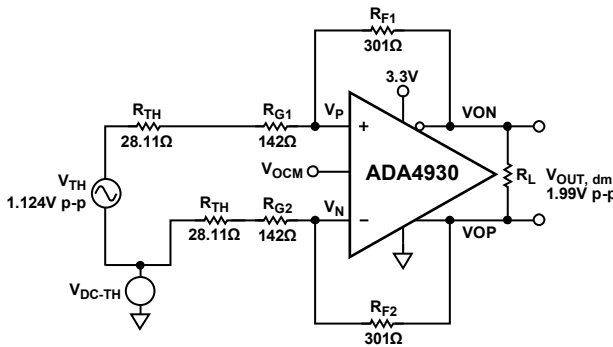 RF1
301Ω
3.3V
RTH
28.11Ω
RG1
142Ω
VP
+
VON
VTH
1.124V p-p
VOCM
ADA4930
RL
VOUT, dm
1.99V p-p
RTH
28.11Ω
RG2
142Ω
VN
–
VOP
VDC-TH
RF2
301Ω